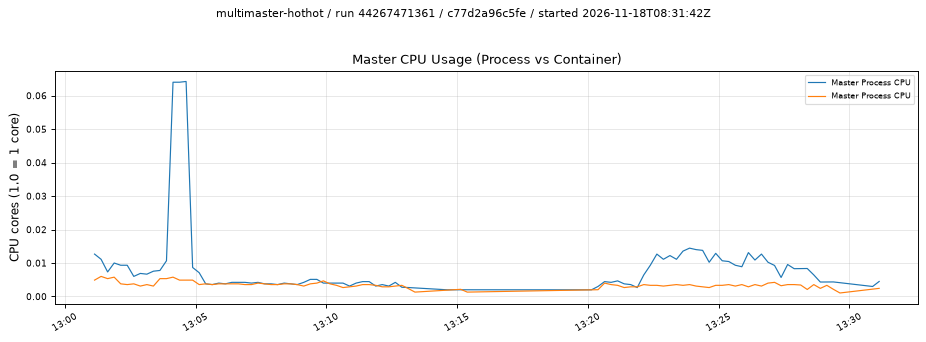 multimaster-hothot / run 44267471361 / c77d2a96c5fe / started 2026-11-18T08:31:42Z
Master CPU Usage (Process vs Container)
CPU cores (1.0 = 1 core)
0.06
0.05
0.04
0.03
0.02
0.01
0.00
Master Process CPU
Master Process CPU
13:00
13:05
13:10
13:15
13:20
13:25
13:30